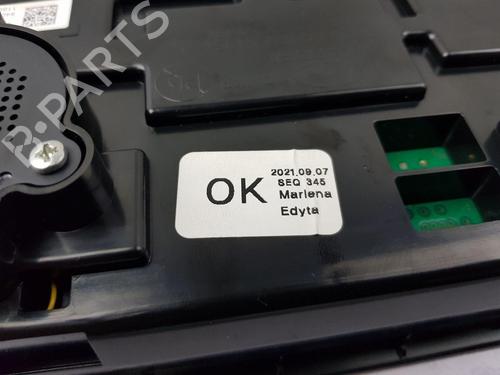 B-PARTS
OK
2021.09.07
SEQ 345
Marlena
Edyta